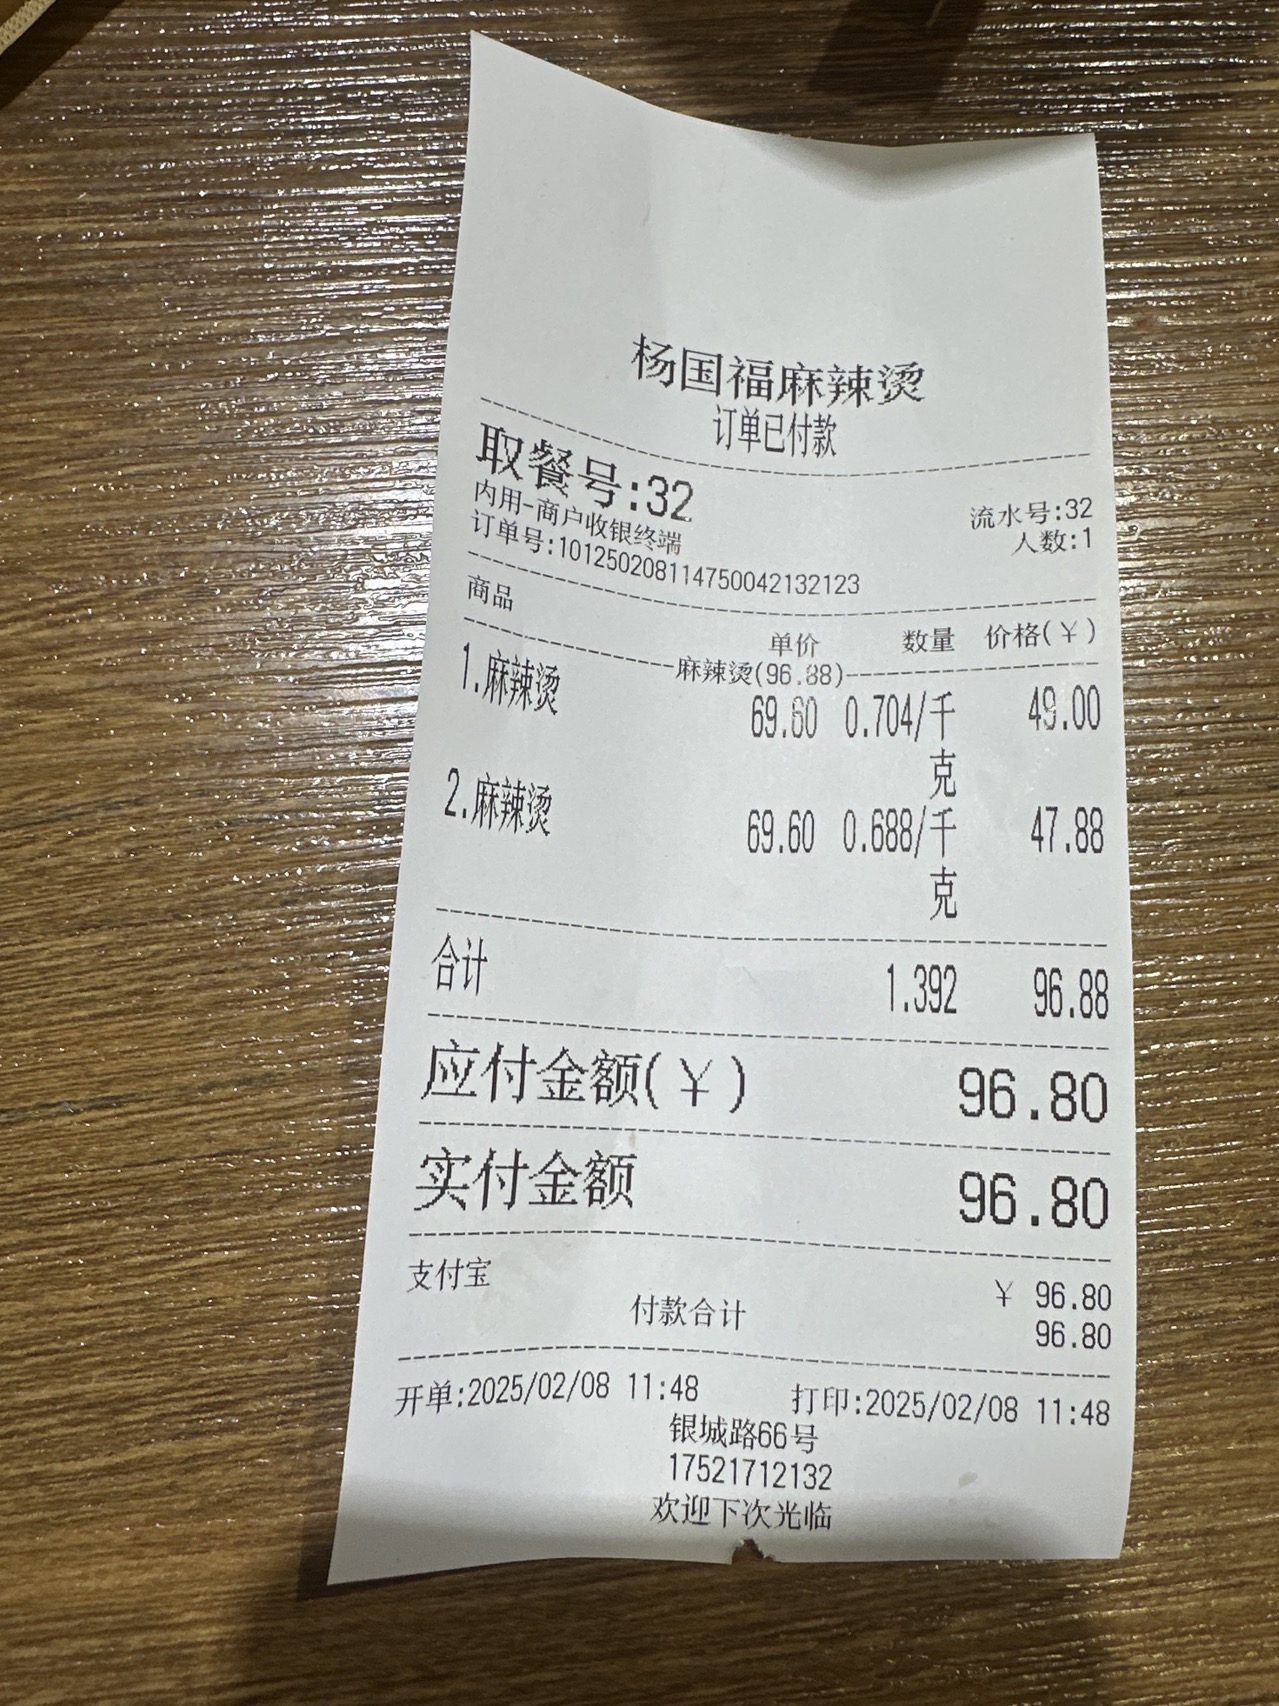 杨国福麻辣烫
订单已付款
取餐号:32
流水号:32
内用-商户收银终端
人数:1
订单号:10125020811475004213​2123
商品 单价 数量 价格(¥)
麻辣烫(96.88)
1.麻辣烫 69.60 0.704/千 49.00
克
2.麻辣烫 69.60 0.688/千 47.88
克
合计 1.392 96.88
应付金额(¥) 96.80
实付金额 96.80
支付宝 ¥ 96.80
付款合计 96.80
开单:2025/02/08 11:48 打印:2025/02/08 11:48
银城路66号
17521712132
欢迎下次光临